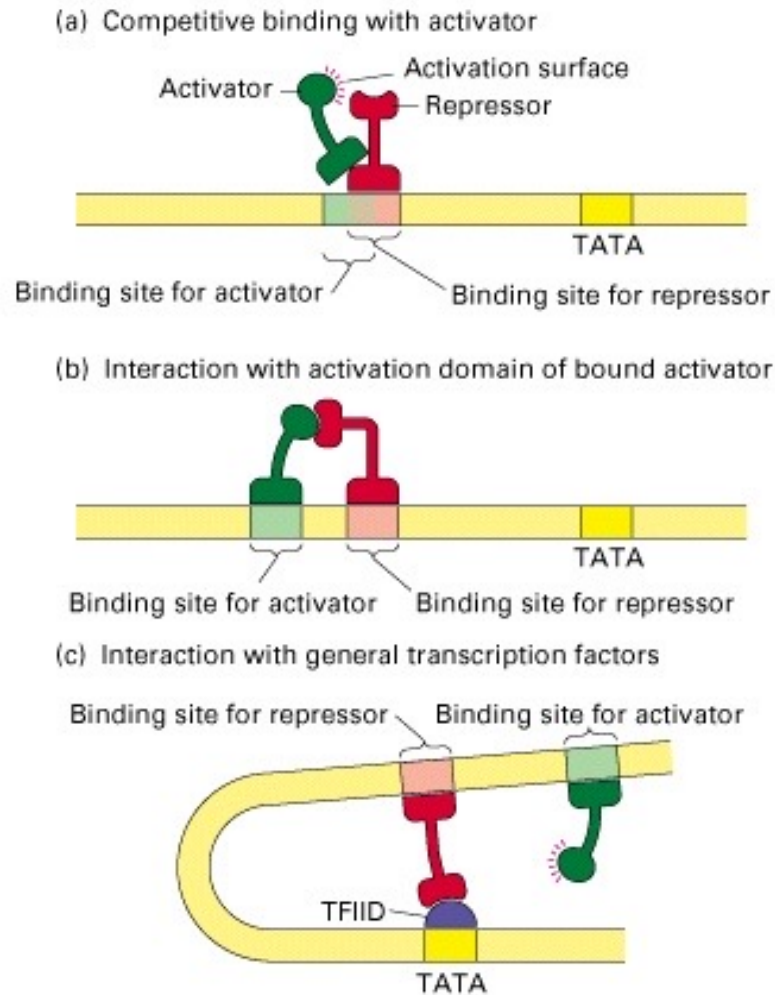 (a) Competitive binding with activator
Activation surface
Activator
Repressor
TATA
Binding site for activator
Binding site for repressor
(b) Interaction with activation domain of bound activator
TATA
Binding site for activator
Binding site for repressor
(c) Interaction with general transcription factors
Binding site for repressor
Binding site for activator
TFIID
TATA